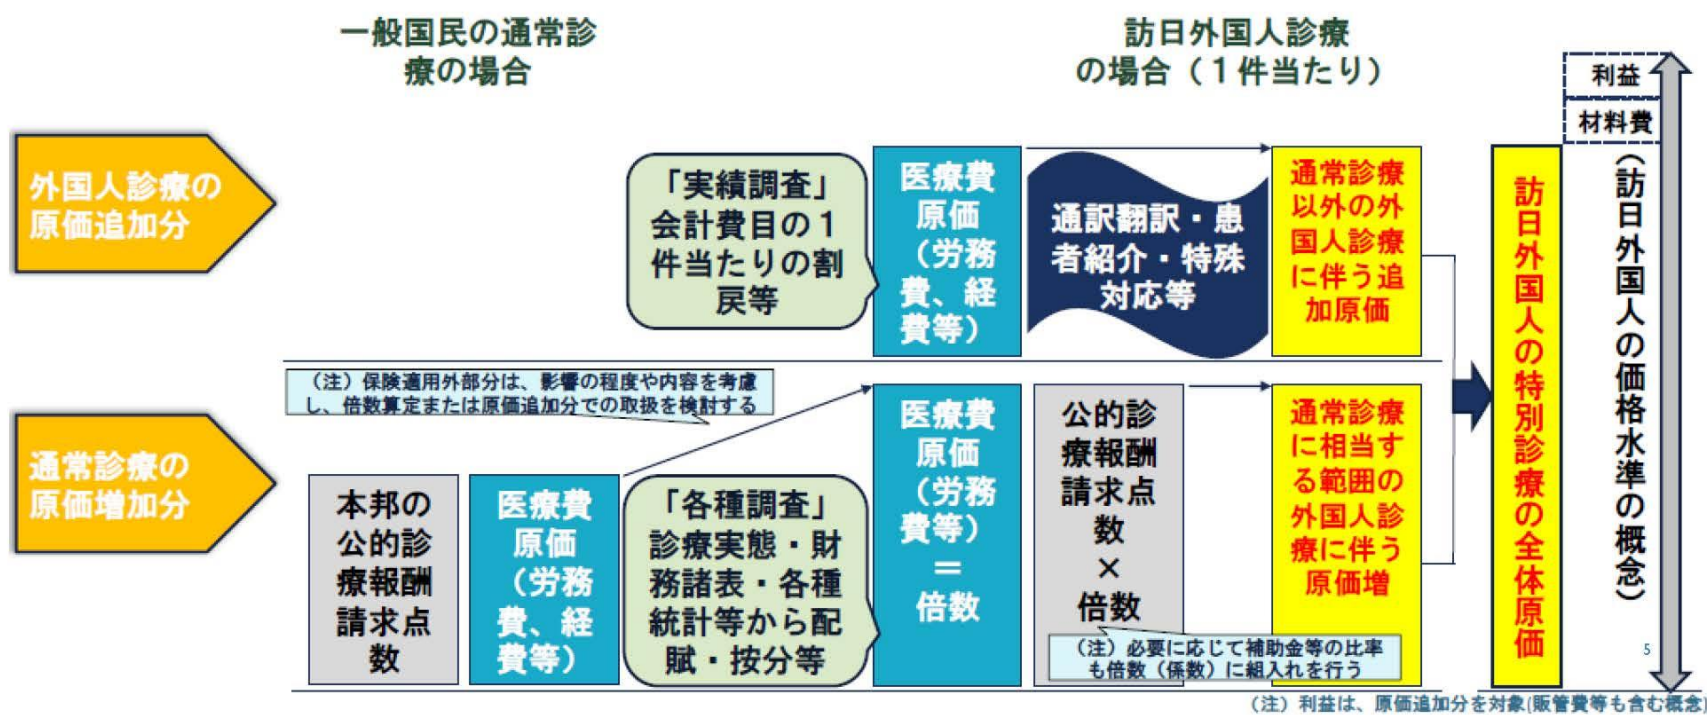 一般国民の通常診
療の場合
訪日外国人診療
の場合（１件当たり）
利益
材料費
外国人診療の
原価追加分
「実績調査」
会計費目の１
件当たりの割
戻等
医療費
原価
（労務
費、経
費等）
通訳翻訳・患
者紹介・特殊
対応等
通常診療
以外の外
国人診療
に伴う追
加原価
（注）保険適用外部分は、影響の程度や内容を考慮
し、倍数算定または原価追加分での取扱を検討する
通常診療の
原価増加分
本邦の
公的診
療報酬
請求点
数
医療費
原価
（労務
費、経
費等）
「各種調査」
診療実態・財
務諸表・各種
統計等から配
賦・按分等
医療費
原価
（労務
費等）
＝
倍数
公的診
療報酬
請求点
数
×
倍数
（注）必要に応じて補助金等の比率
も倍数（係数）に組入れを行う
通常診療
に相当す
る範囲の
外国人診
療に伴う
原価増
訪日外国人の特別診療の全体原価
（訪日外国人の価格水準の概念）
5
（注）利益は、原価追加分を対象(販管費等も含む概念)